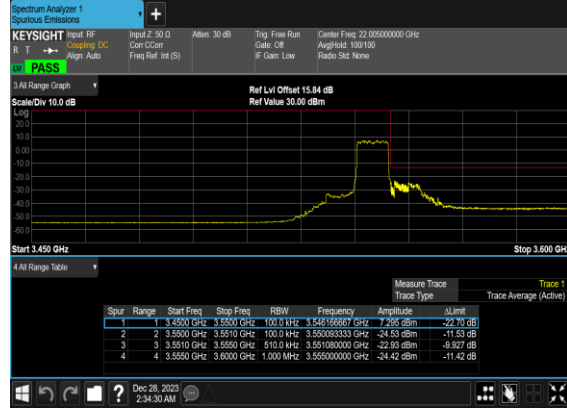 Spectrum Analyzer 1
Spurious Emissions
KEYSIGHT Input: RF Input Z: 50 Ω Atten: 30 dB Trig: Free Run Center Freq: 22.005000000 GHz
R T Coupling: DC Corr CCorr Gate: Off Avg|Hold: 100/100
Align: Auto Freq Ref: Int (S) IF Gain: Low Radio Std: None
LW PASS
3 All Range Graph
Ref Lvl Offset 15.84 dB
Scale/Div 10.0 dB Ref Value 30.00 dBm
Log
20.0
10.0
0.00
-10.0
-20.0
-30.0
-40.0
-50.0
-60.0
Start 3.450 GHz Stop 3.600 GHz
4 All Range Table
Measure Trace Trace 1
Trace Type Trace Average (Active)
Spur Range Start Freq Stop Freq RBW Frequency Amplitude ΔLimit
1 1 3.4500 GHz 3.5500 GHz 100.0 kHz 3.546166667 GHz 7.295 dBm -22.70 dB
2 2 3.5500 GHz 3.5510 GHz 100.0 kHz 3.550093333 GHz -24.53 dBm -11.53 dB
3 3 3.5510 GHz 3.5550 GHz 510.0 kHz 3.551080000 GHz -22.93 dBm -9.927 dB
4 4 3.5550 GHz 3.6000 GHz 1.000 MHz 3.555000000 GHz -24.42 dBm -11.42 dB
? Dec 28, 2023
2:34:30 AM